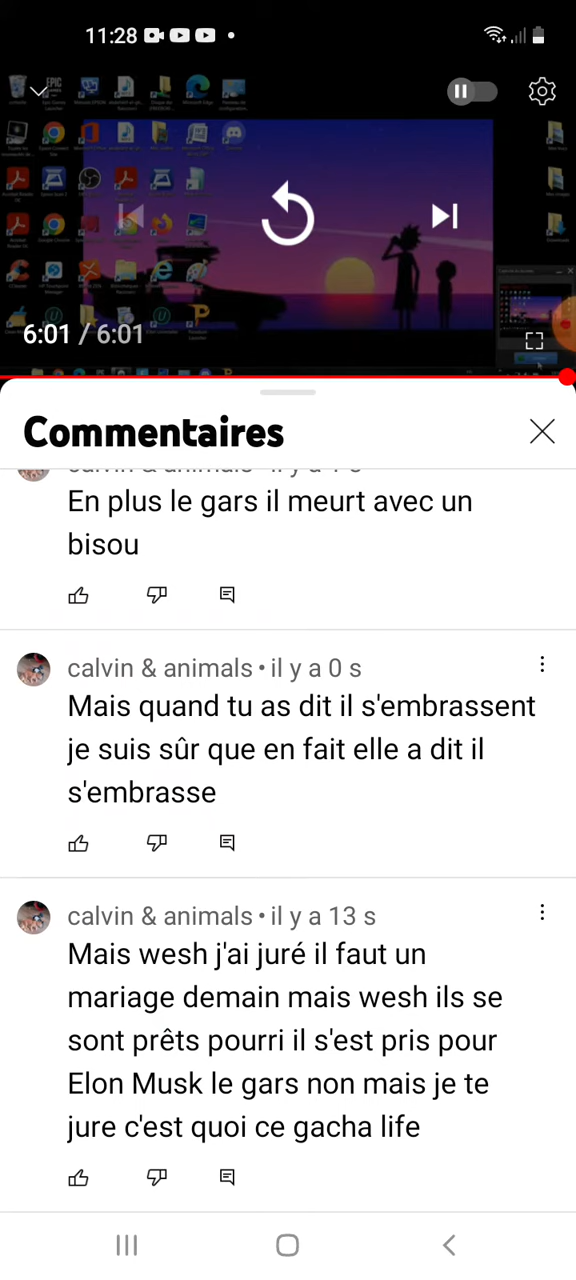 11:28
6:01 / 6:01
Commentaires
En plus le gars il meurt avec un
bisou
calvin & animals • il y a 0 s
Mais quand tu as dit il s'embrassent
je suis sûr que en fait elle a dit il
s'embrasse
calvin & animals • il y a 13 s
Mais wesh j'ai juré il faut un
mariage demain mais wesh ils se
sont prêts pourri il s'est pris pour
Elon Musk le gars non mais je te
jure c'est quoi ce gacha life